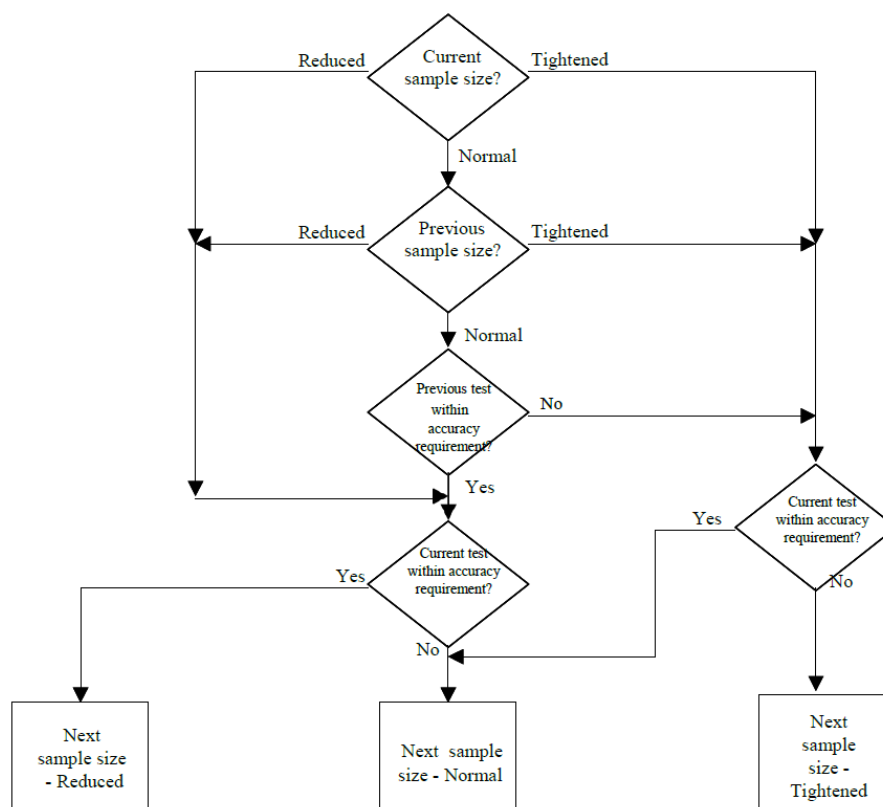 Reduced
Current
sample size?
Tightened
Normal
Reduced
Previous
sample size?
Tightened
Normal
Previous test
within
accuracy
requirement?
No
Yes
Current test
within accuracy
requirement?
Yes
Current test
within accuracy
requirement?
Yes
No
No
Next
sample size
- Reduced
Next sample
size - Normal
Next
sample
size -
Tightened